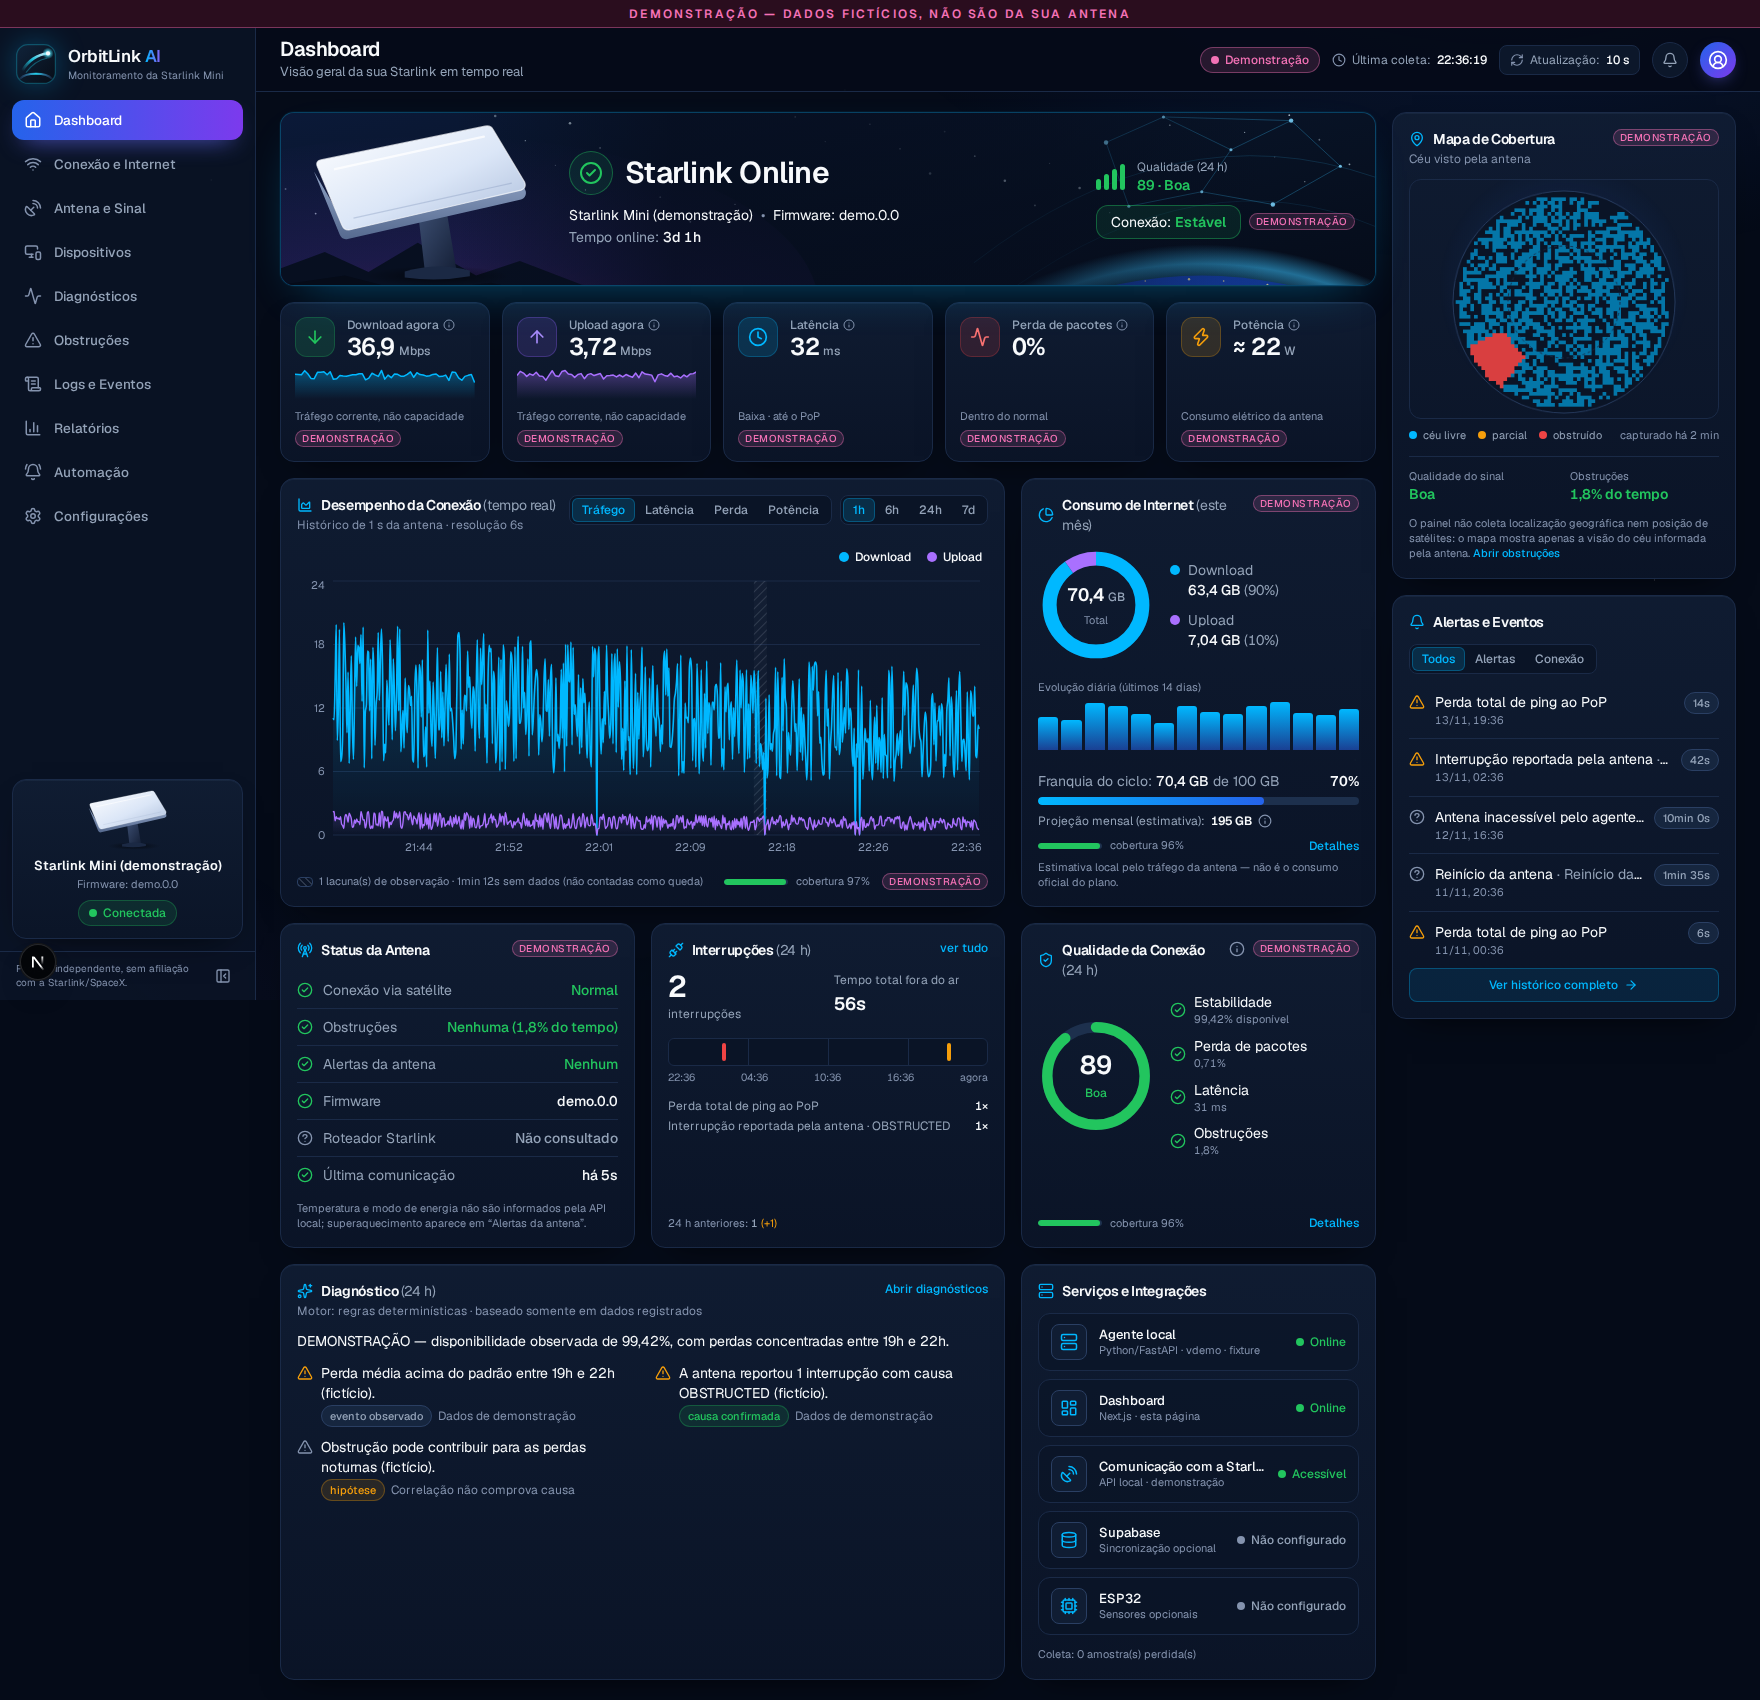 DEMONSTRAÇÃO — DADOS FICTÍCIOS, NÃO SÃO DA SUA ANTENA
OrbitLink AI
Monitoramento da Starlink Mini
Dashboard
Conexão e Internet
Antena e Sinal
Dispositivos
Diagnósticos
Obstruções
Logs e Eventos
Relatórios
Automação
Configurações
Starlink Mini (demonstração)
Firmware: demo.0.0
Conectada
independente, sem afiliação
com a Starlink/SpaceX.
N
Dashboard
Visão geral da sua Starlink em tempo real
Demonstração
Última coleta: 22:36:19
Atualização: 10 s
Starlink Online
Starlink Mini (demonstração) • Firmware: demo.0.0
Tempo online: 3d 1h
Qualidade (24 h)
89 · Boa
Conexão: Estável
DEMONSTRAÇÃO
Download agora
36,9 Mbps
Tráfego corrente, não capacidade
DEMONSTRAÇÃO
Upload agora
3,72 Mbps
Tráfego corrente, não capacidade
DEMONSTRAÇÃO
Latência
32 ms
Baixa · até o PoP
DEMONSTRAÇÃO
Perda de pacotes
0%
Dentro do normal
DEMONSTRAÇÃO
Potência
≈ 22 W
Consumo elétrico da antena
DEMONSTRAÇÃO
Desempenho da Conexão (tempo real)
Histórico de 1 s da antena · resolução 6s
Tráfego Latência Perda Potência
1h 6h 24h 7d
Download Upload
24
18
12
6
0
21:44 21:52 22:01 22:09 22:18 22:26 22:36
1 lacuna(s) de observação · 1min 12s sem dados (não contadas como queda)
cobertura 97%
DEMONSTRAÇÃO
Consumo de Internet (este
mês)
DEMONSTRAÇÃO
70,4 GB
Total
Download
63,4 GB (90%)
Upload
7,04 GB (10%)
Evolução diária (últimos 14 dias)
Franquia do ciclo: 70,4 GB de 100 GB 70%
Projeção mensal (estimativa): 195 GB
cobertura 96% Detalhes
Estimativa local pelo tráfego da antena — não é o consumo
oficial do plano.
Status da Antena
DEMONSTRAÇÃO
Conexão via satélite Normal
Obstruções Nenhuma (1,8% do tempo)
Alertas da antena Nenhum
Firmware demo.0.0
Roteador Starlink Não consultado
Última comunicação há 5s
Temperatura e modo de energia não são informados pela API
local; superaquecimento aparece em “Alertas da antena”.
Interrupções (24 h)
ver tudo
2
interrupções
Tempo total fora do ar
56s
22:36 04:36 10:36 16:36 agora
Perda total de ping ao PoP 1×
Interrupção reportada pela antena · OBSTRUCTED 1×
24 h anteriores: 1 (+1)
Qualidade da Conexão
(24 h)
DEMONSTRAÇÃO
89
Boa
Estabilidade
99,42% disponível
Perda de pacotes
0,71%
Latência
31 ms
Obstruções
1,8%
cobertura 96% Detalhes
Diagnóstico (24 h)
Abrir diagnósticos
Motor: regras determinísticas · baseado somente em dados registrados
DEMONSTRAÇÃO — disponibilidade observada de 99,42%, com perdas concentradas entre 19h e 22h.
Perda média acima do padrão entre 19h e 22h
(fictício).
evento observado Dados de demonstração
A antena reportou 1 interrupção com causa
OBSTRUCTED (fictício).
causa confirmada Dados de demonstração
Obstrução pode contribuir para as perdas
noturnas (fictício).
hipótese Correlação não comprova causa
Serviços e Integrações
Agente local
Python/FastAPI · vdemo · fixture
Online
Dashboard
Next.js · esta página
Online
Comunicação com a Starl...
API local · demonstração
Acessível
Supabase
Sincronização opcional
Não configurado
ESP32
Sensores opcionais
Não configurado
Coleta: 0 amostra(s) perdida(s)
Mapa de Cobertura
DEMONSTRAÇÃO
Céu visto pela antena
céu livre parcial obstruído capturado há 2 min
Qualidade do sinal
Boa
Obstruções
1,8% do tempo
O painel não coleta localização geográfica nem posição de
satélites: o mapa mostra apenas a visão do céu informada
pela antena. Abrir obstruções
Alertas e Eventos
Todos Alertas Conexão
Perda total de ping ao PoP 14s
13/11, 19:36
Interrupção reportada pela antena ·... 42s
13/11, 02:36
Antena inacessível pelo agente... 10min 0s
12/11, 16:36
Reinício da antena · Reinício da... 1min 35s
11/11, 20:36
Perda total de ping ao PoP 6s
11/11, 00:36
Ver histórico completo →